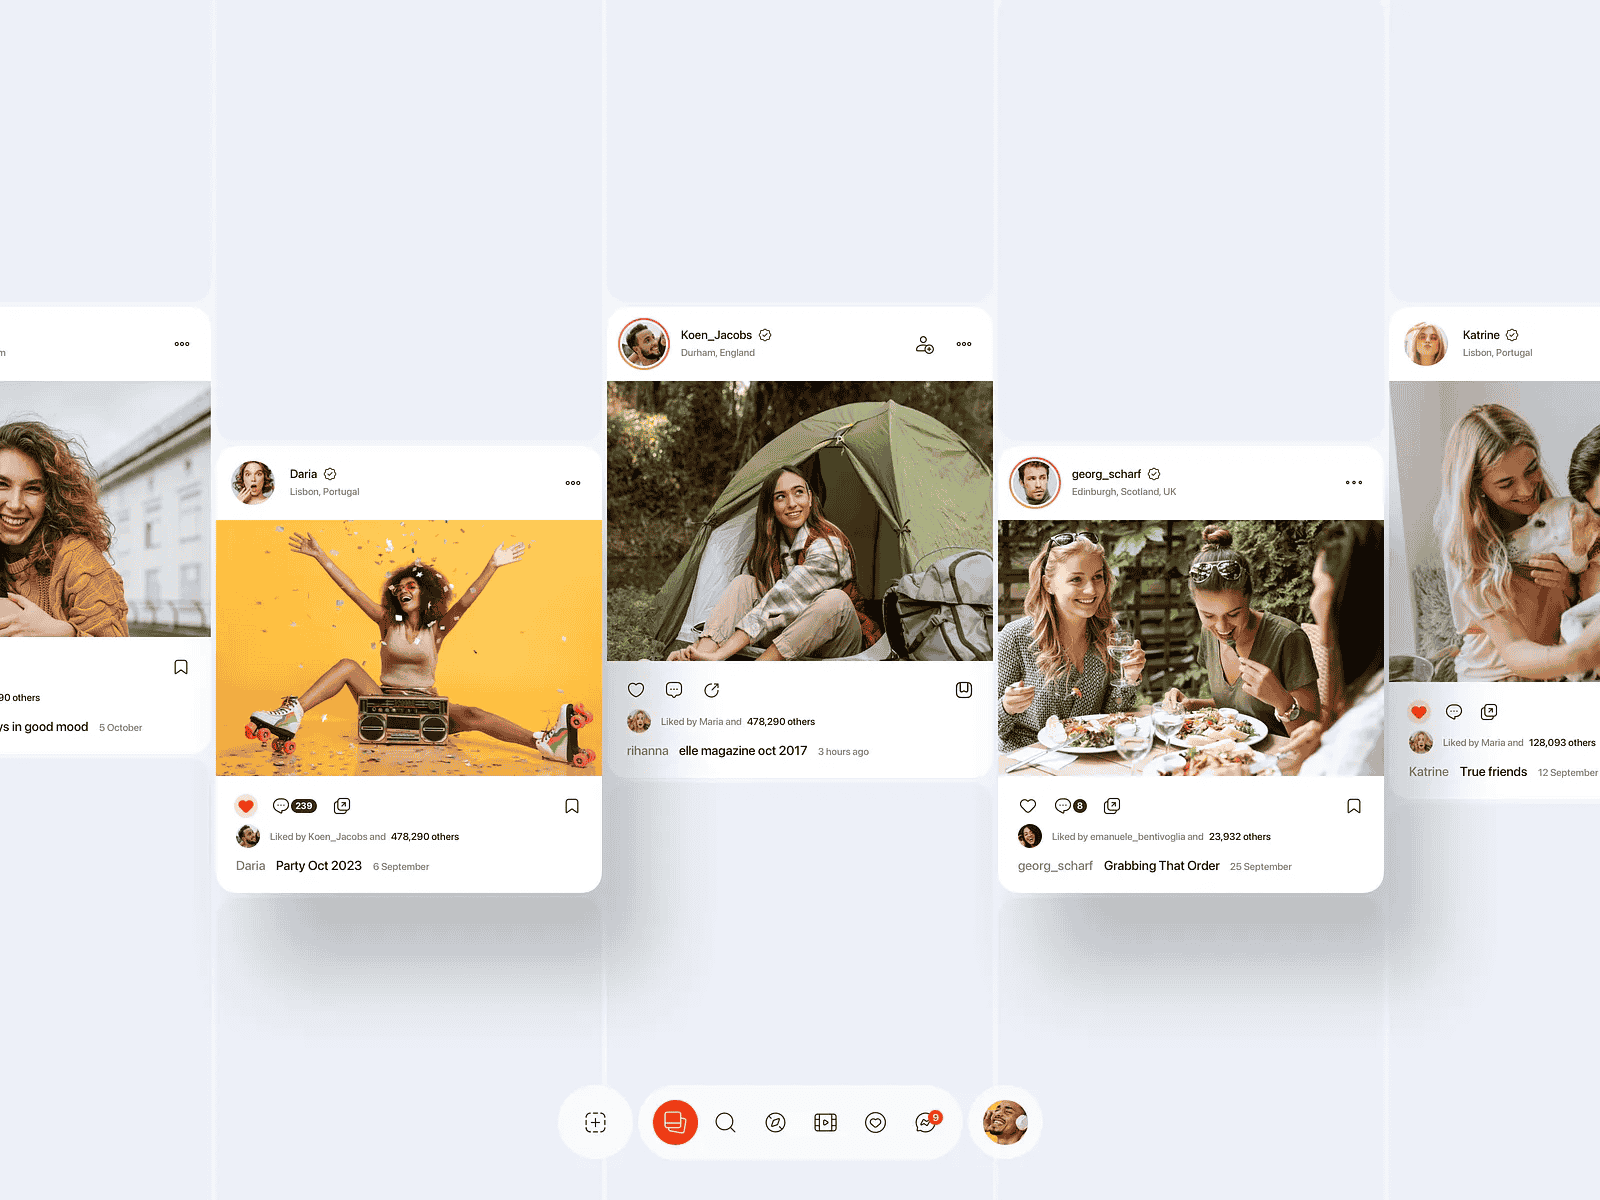 m
90 others
ys in good mood 5 October
Daria
Lisbon, Portugal
239
Liked by Koen_Jacobs and 478,290 others
Daria Party Oct 2023 6 September
Koen_Jacobs
Durham, England
Liked by Maria and 478,290 others
rihanna elle magazine oct 2017 3 hours ago
georg_scharf
Edinburgh, Scotland, UK
8
Liked by emanuele_bentivoglia and 23,932 others
georg_scharf Grabbing That Order 25 September
Katrine
Lisbon, Portugal
Liked by Maria and 128,093 others
Katrine True friends 12 September
9